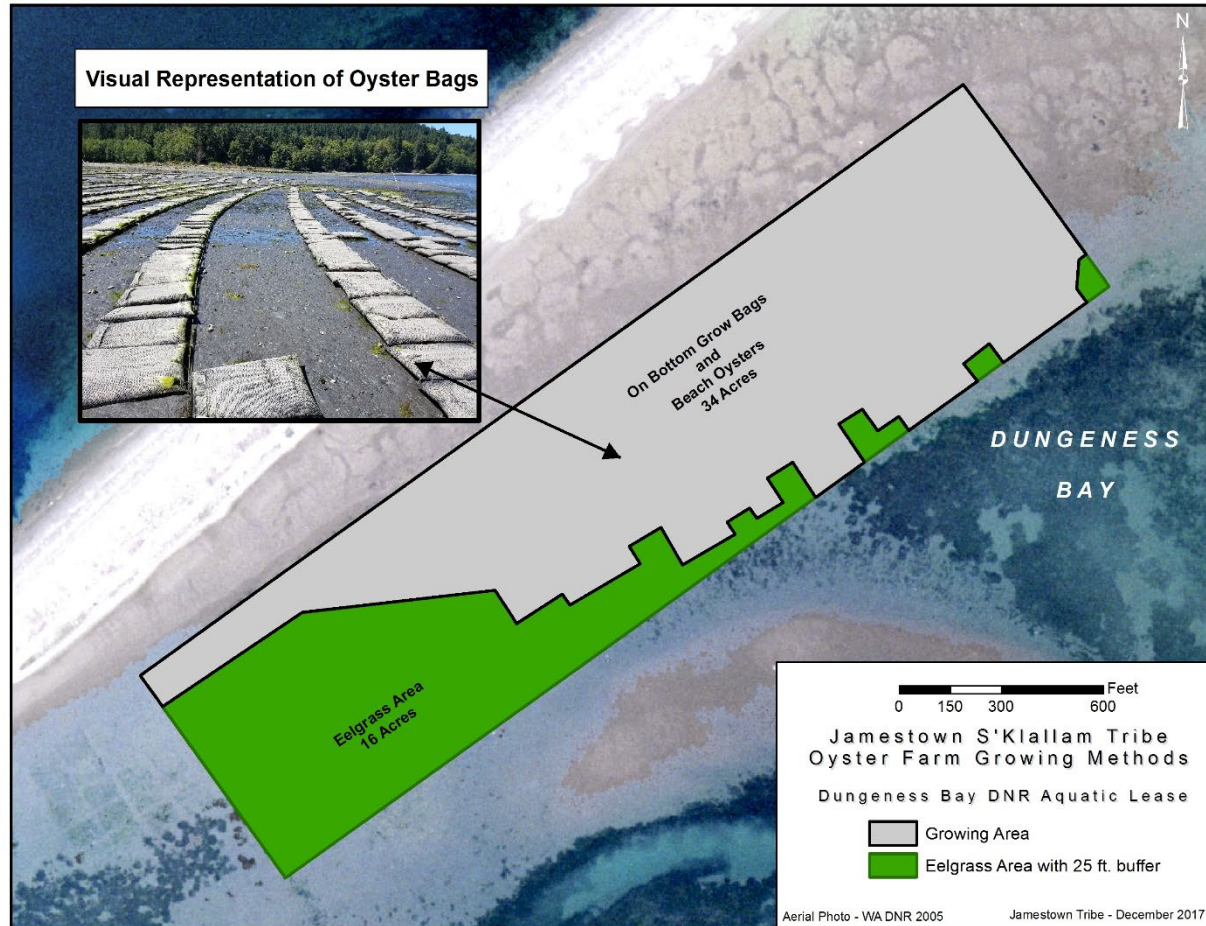 Visual Representation of Oyster Bags
N
On Bottom Grow Bags
and
Beach Oysters
34 Acres
DUNGENESS
BAY
Eelgrass Area
16 Acres
Feet
0 150 300 600
Jamestown S'Klallam Tribe
Oyster Farm Growing Methods
Dungeness Bay DNR Aquatic Lease
Growing Area
Eelgrass Area with 25 ft. buffer
Aerial Photo - WA DNR 2005 Jamestown Tribe - December 2017